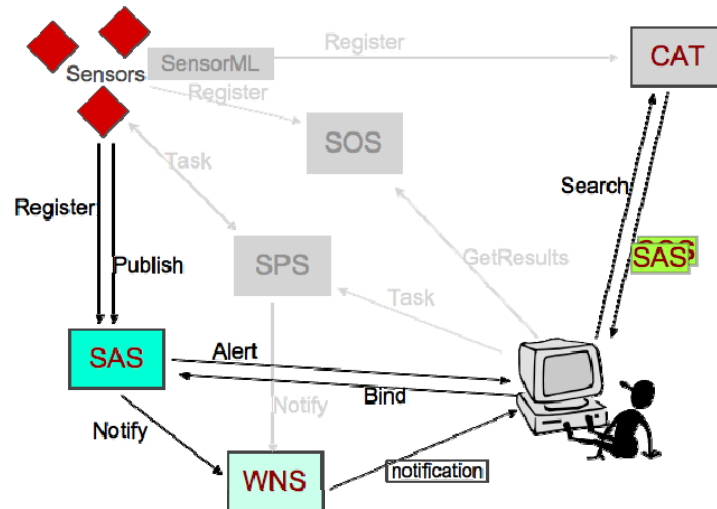 Register
SensorML
CAT
Sensors
Register
SOS
Task
Search
Register
SAS
SPS
GetResults
Publish
Task
Alert
SAS
Bind
Notify
Notify
WNS
notification